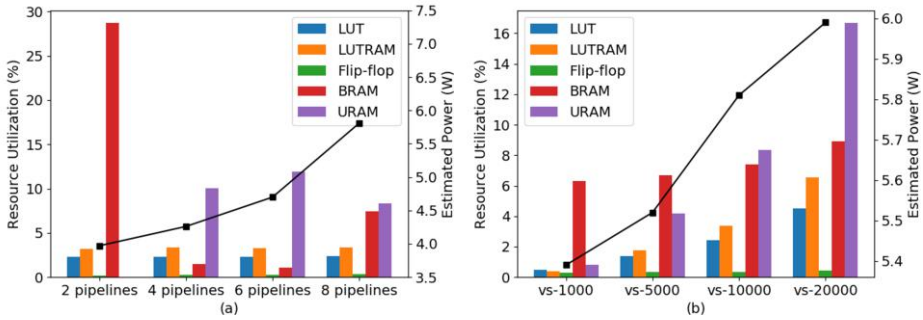 Resource Utilization (%)
30
25
20
15
10
5
0
LUT
LUTRAM
Flip-flop
BRAM
URAM
7.5
7.0
6.5
6.0
5.5
5.0
4.5
4.0
3.5
Estimated Power (W)
2 pipelines 4 pipelines 6 pipelines 8 pipelines
(a)
Resource Utilization (%)
16
14
12
10
8
6
4
2
0
LUT
LUTRAM
Flip-flop
BRAM
URAM
6.0
5.9
5.8
5.7
5.6
5.5
5.4
Estimated Power (W)
vs-1000 vs-5000 vs-10000 vs-20000
(b)